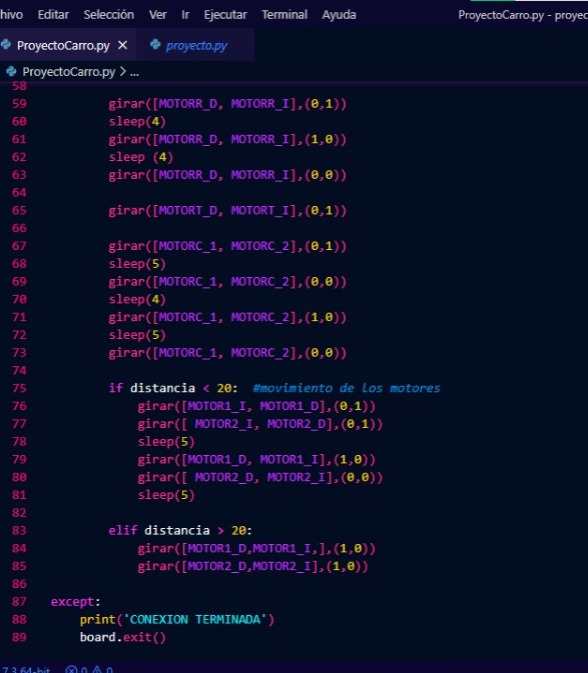 hivo Editar Selección Ver Ir Ejecutar Terminal Ayuda ProyectoCarro.py - proyec
ProyectoCarro.py × proyecto.py
ProyectoCarro.py > ...
58
59 girar([MOTORR_D, MOTORR_I],(0,1))
60 sleep(4)
61 girar([MOTORR_D, MOTORR_I],(1,0))
62 sleep (4)
63 girar([MOTORR_D, MOTORR_I],(0,0))
64
65 girar([MOTORT_D, MOTORT_I],(0,1))
66
67 girar([MOTORC_1, MOTORC_2],(0,1))
68 sleep(5)
69 girar([MOTORC_1, MOTORC_2],(0,0))
70 sleep(4)
71 girar([MOTORC_1, MOTORC_2],(1,0))
72 sleep(5)
73 girar([MOTORC_1, MOTORC_2],(0,0))
74
75 if distancia < 20: #movimiento de los motores
76 girar([MOTOR1_I, MOTOR1_D],(0,1))
77 girar([ MOTOR2_I, MOTOR2_D],(0,1))
78 sleep(5)
79 girar([MOTOR1_D, MOTOR1_I],(1,0))
80 girar([ MOTOR2_D, MOTOR2_I],(0,0))
81 sleep(5)
82
83 elif distancia > 20:
84 girar([MOTOR1_D,MOTOR1_I,],(1,0))
85 girar([MOTOR2_D,MOTOR2_I],(1,0))
86
87 except:
88 print('CONEXION TERMINADA')
89 board.exit()
7.3 64-bit 0 0